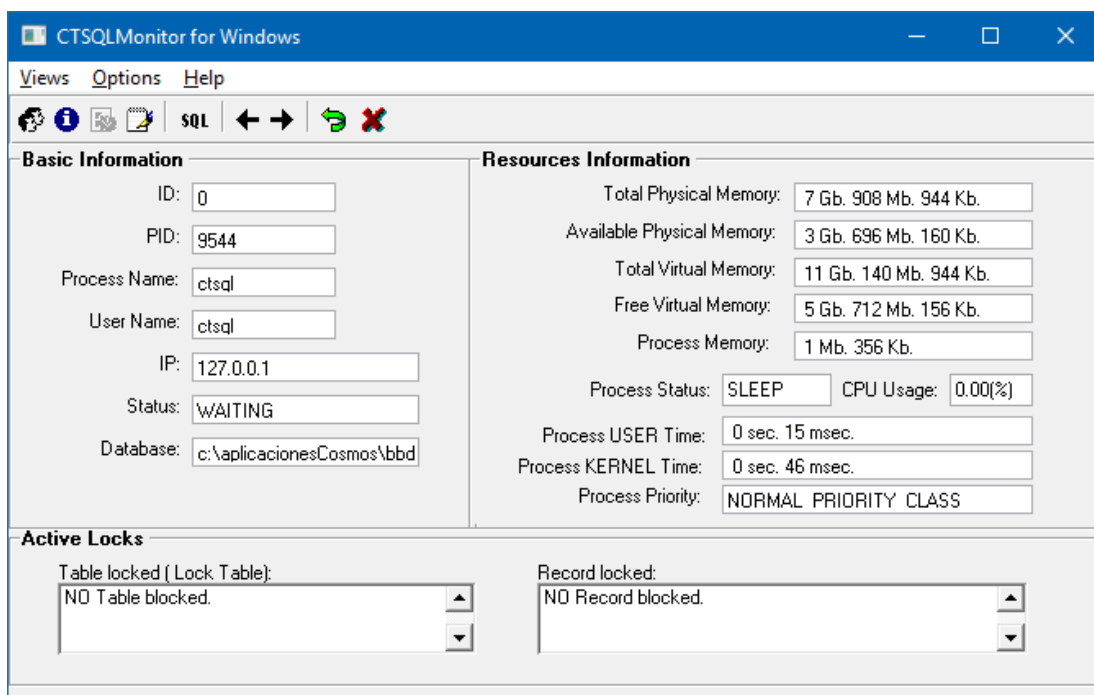 CTSQLMonitor for Windows
Views Options Help
SQL
Basic Information
ID: 0
PID: 9544
Process Name: ctsql
User Name: ctsql
IP: 127.0.0.1
Status: WAITING
Database: c:\aplicacionesCosmos\bbd
Resources Information
Total Physical Memory: 7 Gb. 908 Mb. 944 Kb.
Available Physical Memory: 3 Gb. 696 Mb. 160 Kb.
Total Virtual Memory: 11 Gb. 140 Mb. 944 Kb.
Free Virtual Memory: 5 Gb. 712 Mb. 156 Kb.
Process Memory: 1 Mb. 356 Kb.
Process Status: SLEEP CPU Usage: 0.00(%)
Process USER Time: 0 sec. 15 msec.
Process KERNEL Time: 0 sec. 46 msec.
Process Priority: NORMAL PRIORITY CLASS
Active Locks
Table locked ( Lock Table):
NO Table blocked.
Record locked:
NO Record blocked.